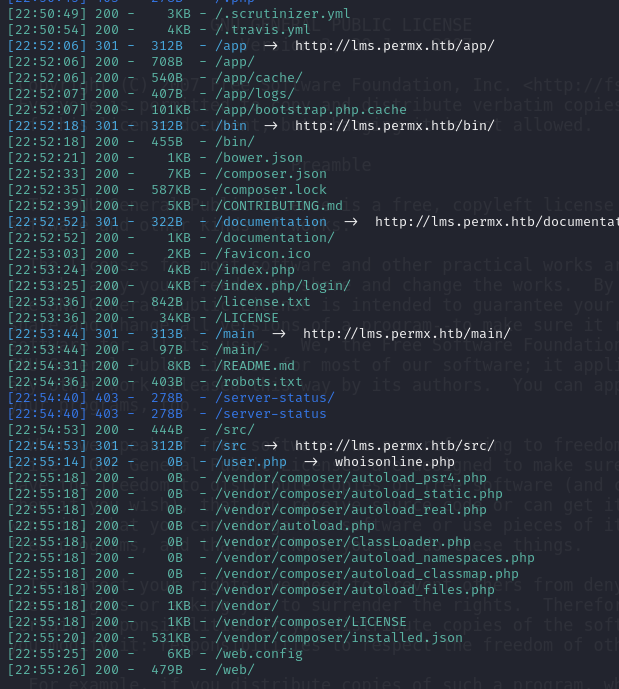 [22:50:49] 200 -    3KB - /.scrutinizer.yml
[22:50:54] 200 -    4KB - /.travis.yml
[22:52:06] 301 -  312B  - /app  ->  http://lms.permx.htb/app/
[22:52:06] 200 -  708B  - /app/
[22:52:06] 200 -  540B  - /app/cache/
[22:52:07] 200 -  407B  - /app/logs/
[22:52:07] 200 -  101KB - /app/bootstrap.php.cache
[22:52:18] 301 -  312B  - /bin  ->  http://lms.permx.htb/bin/
[22:52:18] 200 -  455B  - /bin/
[22:52:21] 200 -    1KB - /bower.json
[22:52:33] 200 -    7KB - /composer.json
[22:52:35] 200 -  587KB - /composer.lock
[22:52:39] 200 -    5KB - /CONTRIBUTING.md
[22:52:52] 301 -  322B  - /documentation  ->  http://lms.permx.htb/documentat
[22:52:52] 200 -    1KB - /documentation/
[22:53:03] 200 -    2KB - /favicon.ico
[22:53:24] 200 -    4KB - /index.php
[22:53:25] 200 -    4KB - /index.php/login/
[22:53:36] 200 -  842B  - /license.txt
[22:53:36] 200 -   34KB - /LICENSE
[22:53:44] 301 -  313B  - /main  ->  http://lms.permx.htb/main/
[22:53:44] 200 -   97B  - /main/
[22:54:31] 200 -    8KB - /README.md
[22:54:36] 200 -  403B  - /robots.txt
[22:54:40] 403 -  278B  - /server-status/
[22:54:40] 403 -  278B  - /server-status
[22:54:53] 200 -  444B  - /src/
[22:54:53] 301 -  312B  - /src  ->  http://lms.permx.htb/src/
[22:55:14] 302 -    0B  - /user.php  ->  whoisonline.php
[22:55:18] 200 -    0B  - /vendor/composer/autoload_psr4.php
[22:55:18] 200 -    0B  - /vendor/composer/autoload_static.php
[22:55:18] 200 -    0B  - /vendor/composer/autoload_real.php
[22:55:18] 200 -    0B  - /vendor/autoload.php
[22:55:18] 200 -    0B  - /vendor/composer/ClassLoader.php
[22:55:18] 200 -    0B  - /vendor/composer/autoload_namespaces.php
[22:55:18] 200 -    0B  - /vendor/composer/autoload_classmap.php
[22:55:18] 200 -    0B  - /vendor/composer/autoload_files.php
[22:55:18] 200 -    1KB - /vendor/
[22:55:18] 200 -    1KB - /vendor/composer/LICENSE
[22:55:20] 200 -  531KB - /vendor/composer/installed.json
[22:55:25] 200 -    6KB - /web.config
[22:55:26] 200 -  479B  - /web/